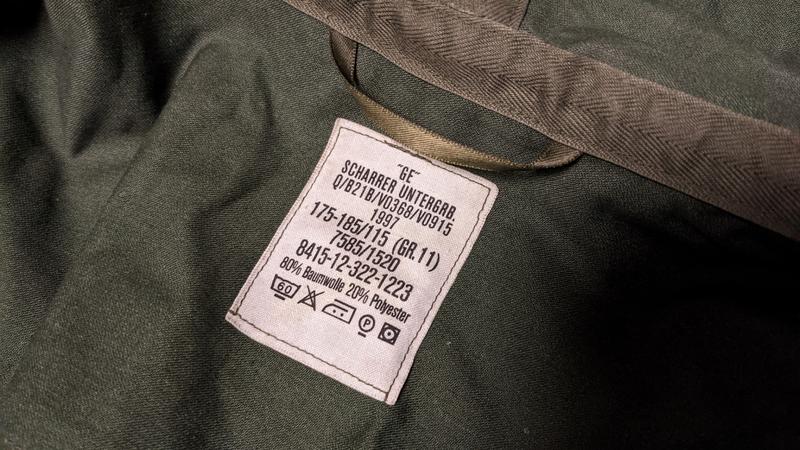 "GE"
SCHARRER UNTERGRB.
Q/B21B/V0368/V0915
1997
175-185/115 (GR.11)
7585/1520
8415-12-322-1223
80% Baumwolle 20% Polyester
60 P